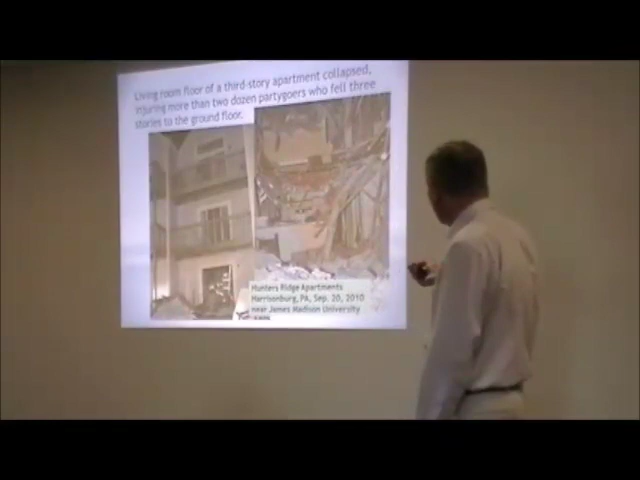 Living room floor of a third-story apartment collapsed,
injuring more than two dozen partygoers who fell three
stories to the ground floor.
Hunters Ridge Apartments
Harrisonburg, PA, Sep. 20, 2010
near James Madison University